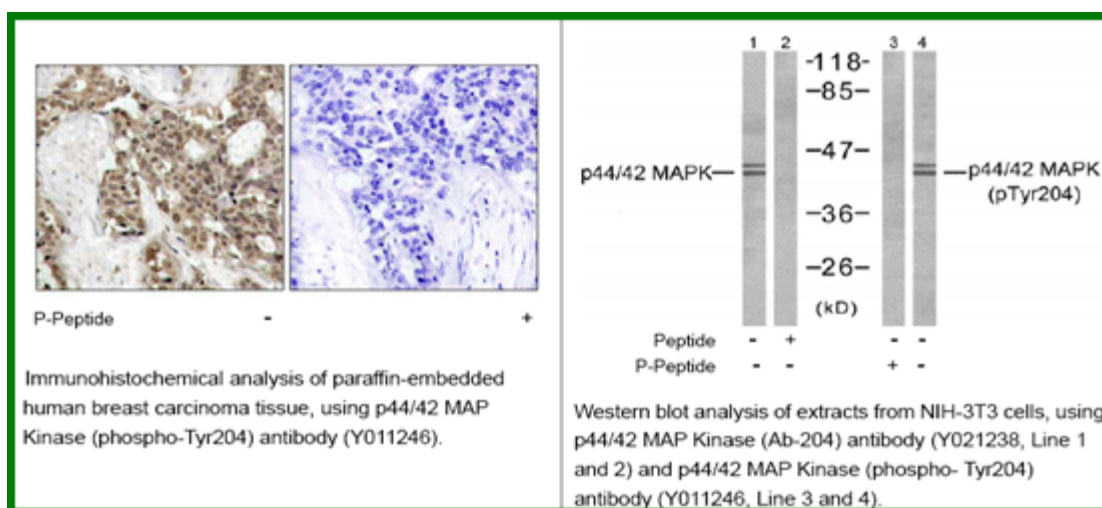 P-Peptide - +
Immunohistochemical analysis of paraffin-embedded
human breast carcinoma tissue, using p44/42 MAP
Kinase (phospho-Tyr204) antibody (Y011246).
1 2 3 4
-118-
-85-
-47-
p44/42 MAPK
p44/42 MAPK
(pTyr204)
-36-
-26-
(kD)
Peptide - + - -
P-Peptide - - + -
Western blot analysis of extracts from NIH-3T3 cells, using
p44/42 MAP Kinase (Ab-204) antibody (Y021238, Line 1
and 2) and p44/42 MAP Kinase (phospho- Tyr204)
antibody (Y011246, Line 3 and 4).